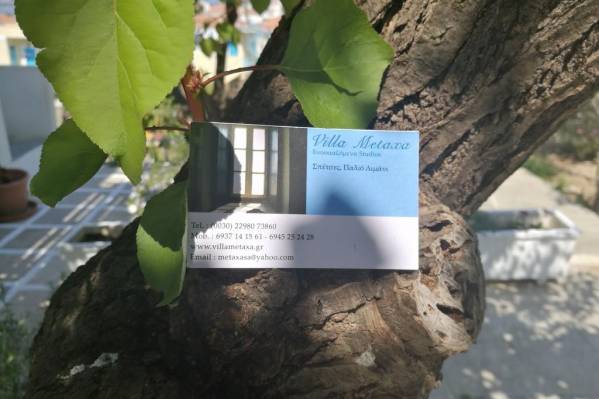 Villa Metaxa
Ενοικιαζόμενα Studios
Σπέτσες, Παλιό Λιμάνι
Tel. : (0030) 22980 73860
Mob. : 6937 14 15 61 - 6945 25 24 28
www.villametaxa.gr
Email : metaxasa@yahoo.com